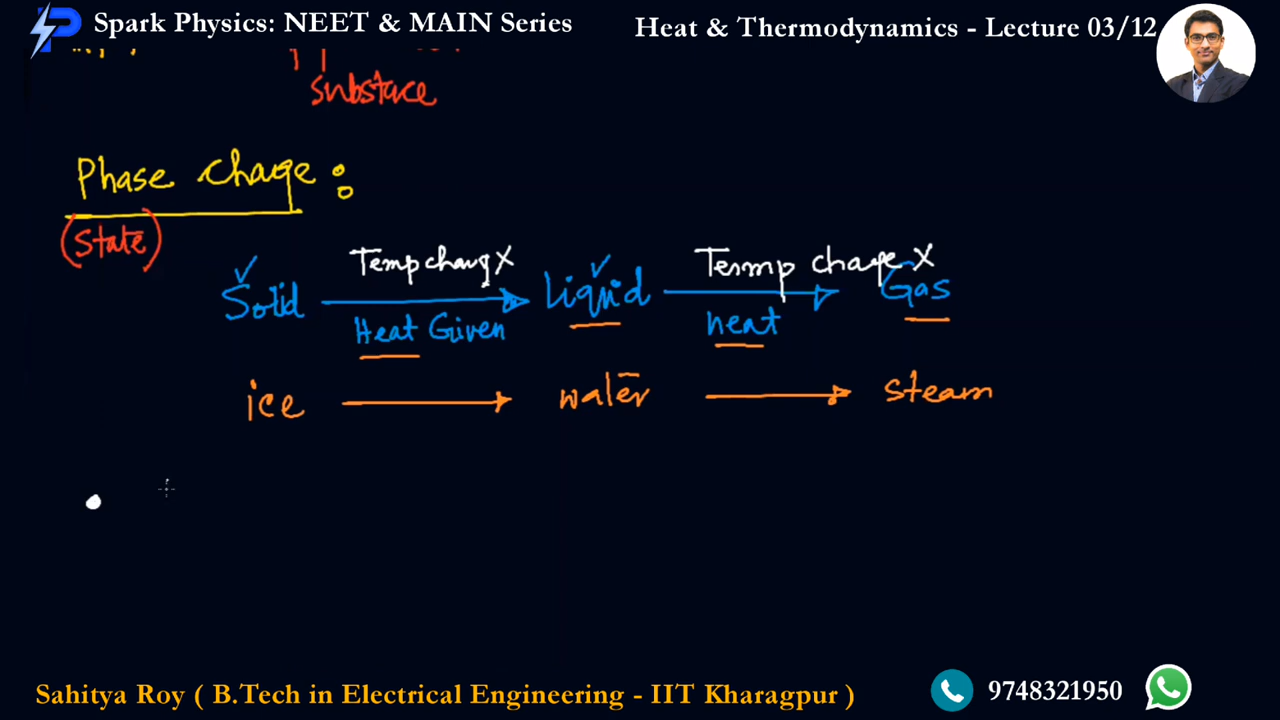 Spark Physics: NEET & MAIN Series
Heat & Thermodynamics - Lecture 03/12
substace
Phase chage :
(state)
Temp chang X
Termp chage X
Solid
Liquid
Gas
Heat Given
heat
ice
water
steam
Sahitya Roy ( B.Tech in Electrical Engineering - IIT Kharagpur )
9748321950